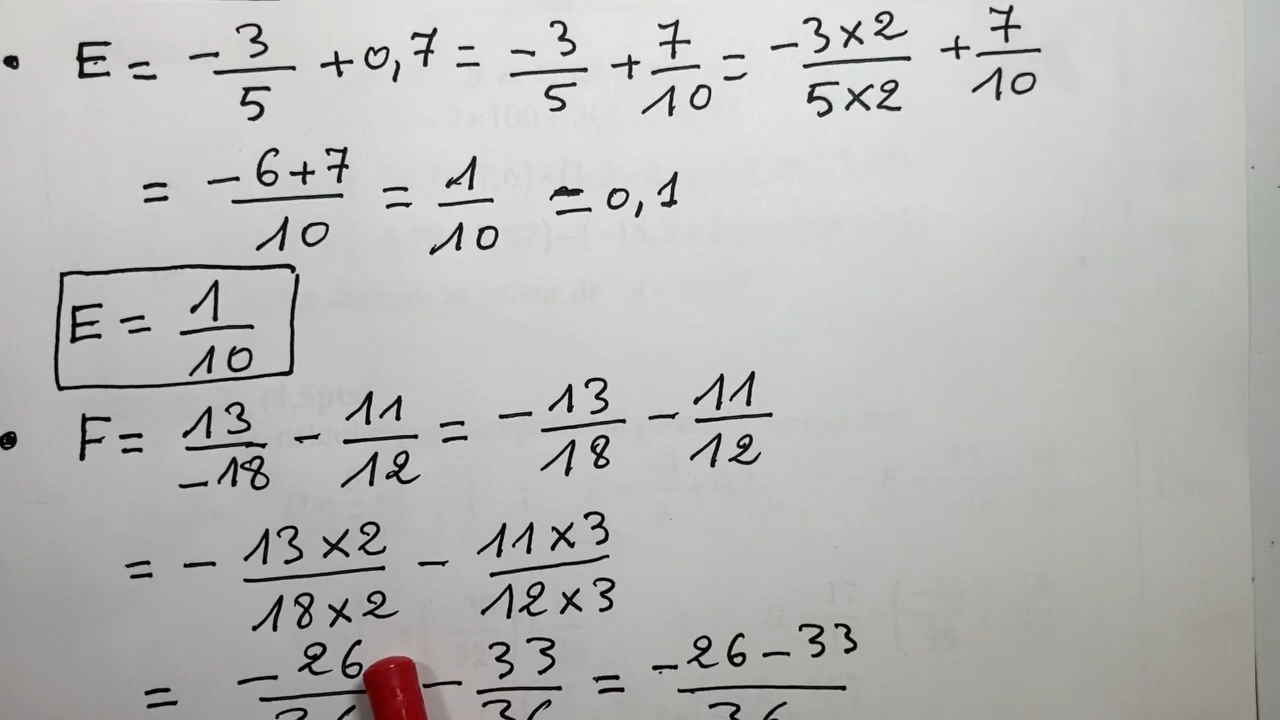 • E = -3/5 + 0,7 = -3/5 + 7/10 = -3×2/5×2 + 7/10
= -6+7/10 = 1/10 = 0,1
E = 1/10
• F = 13/-18 - 11/12 = -13/18 - 11/12
= - 13×2/18×2 - 11×3/12×3
= -26/36 - 33/36 = -26-33/36